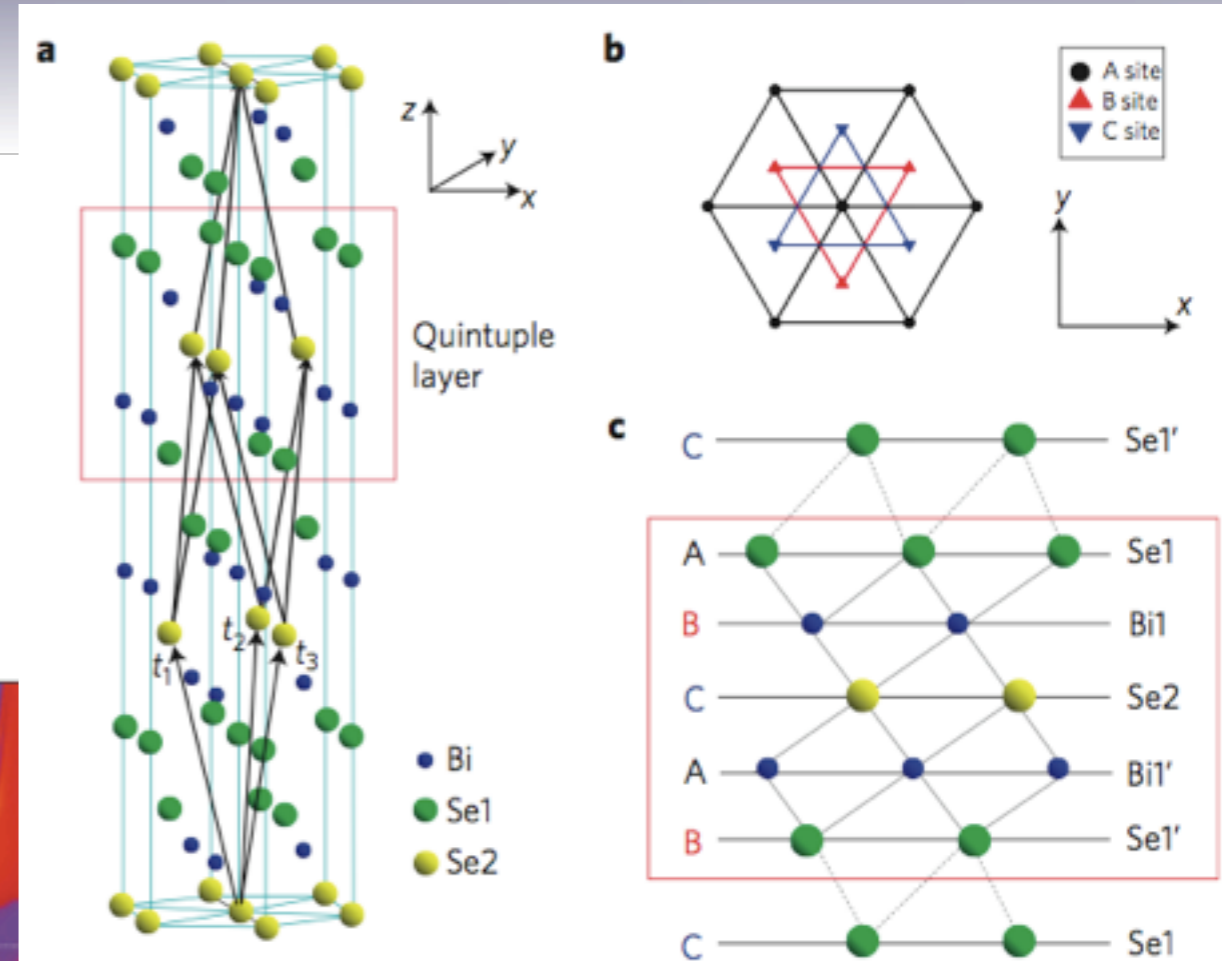 a
z
y
x
Quintuple
layer
t1
t2
t3
Bi
Se1
Se2
b
A site
B site
C site
y
x
c
C Se1′
A Se1
B Bi1
C Se2
A Bi1′
B Se1′
C Se1